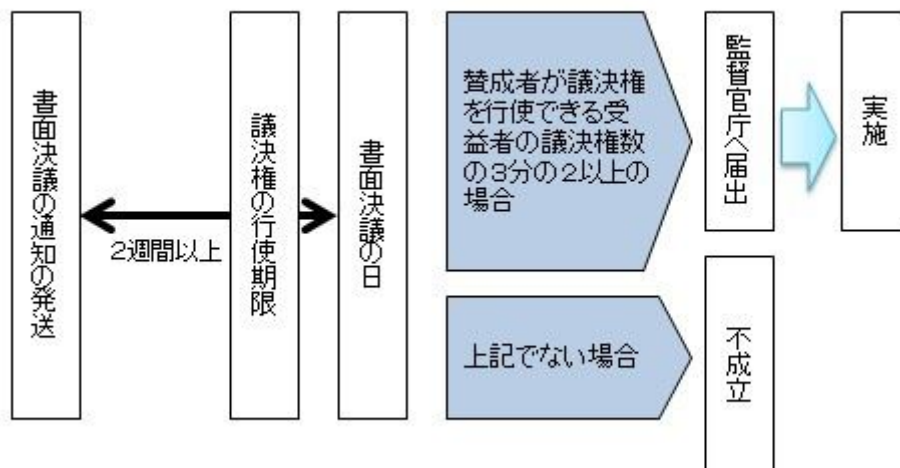 書面決議の通知の発送
2週間以上
議決権の行使期限
書面決議の日
賛成者が議決権
を行使できる受
益者の議決権数
の3分の2以上の
場合
監督官庁へ届出
実施
上記でない場合
不成立